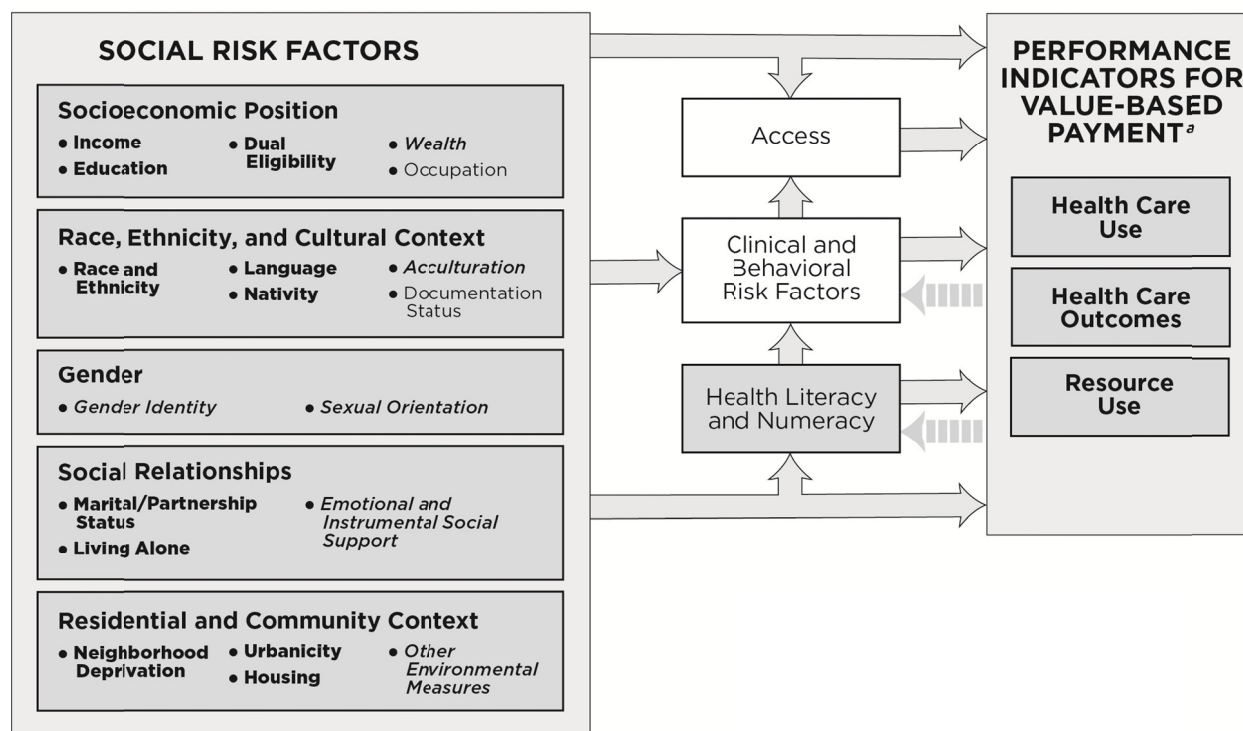 SOCIAL RISK FACTORS
Socioeconomic Position
• Income
• Education
• Dual
Eligibility
• Wealth
• Occupation
Race, Ethnicity, and Cultural Context
• Race and
Ethnicity
• Language
• Nativity
• Acculturation
• Documentation
Status
Gender
• Gender Identity
• Sexual Orientation
Social Relationships
• Marital/Partnership
Status
• Living Alone
• Emotional and
Instrumental Social
Support
Residential and Community Context
• Neighborhood
Deprivation
• Urbanicity
• Housing
• Other
Environmental
Measures
Access
Clinical and
Behavioral
Risk Factors
Health Literacy
and Numeracy
PERFORMANCE
INDICATORS FOR
VALUE-BASED
PAYMENTᵃ
Health Care
Use
Health Care
Outcomes
Resource
Use